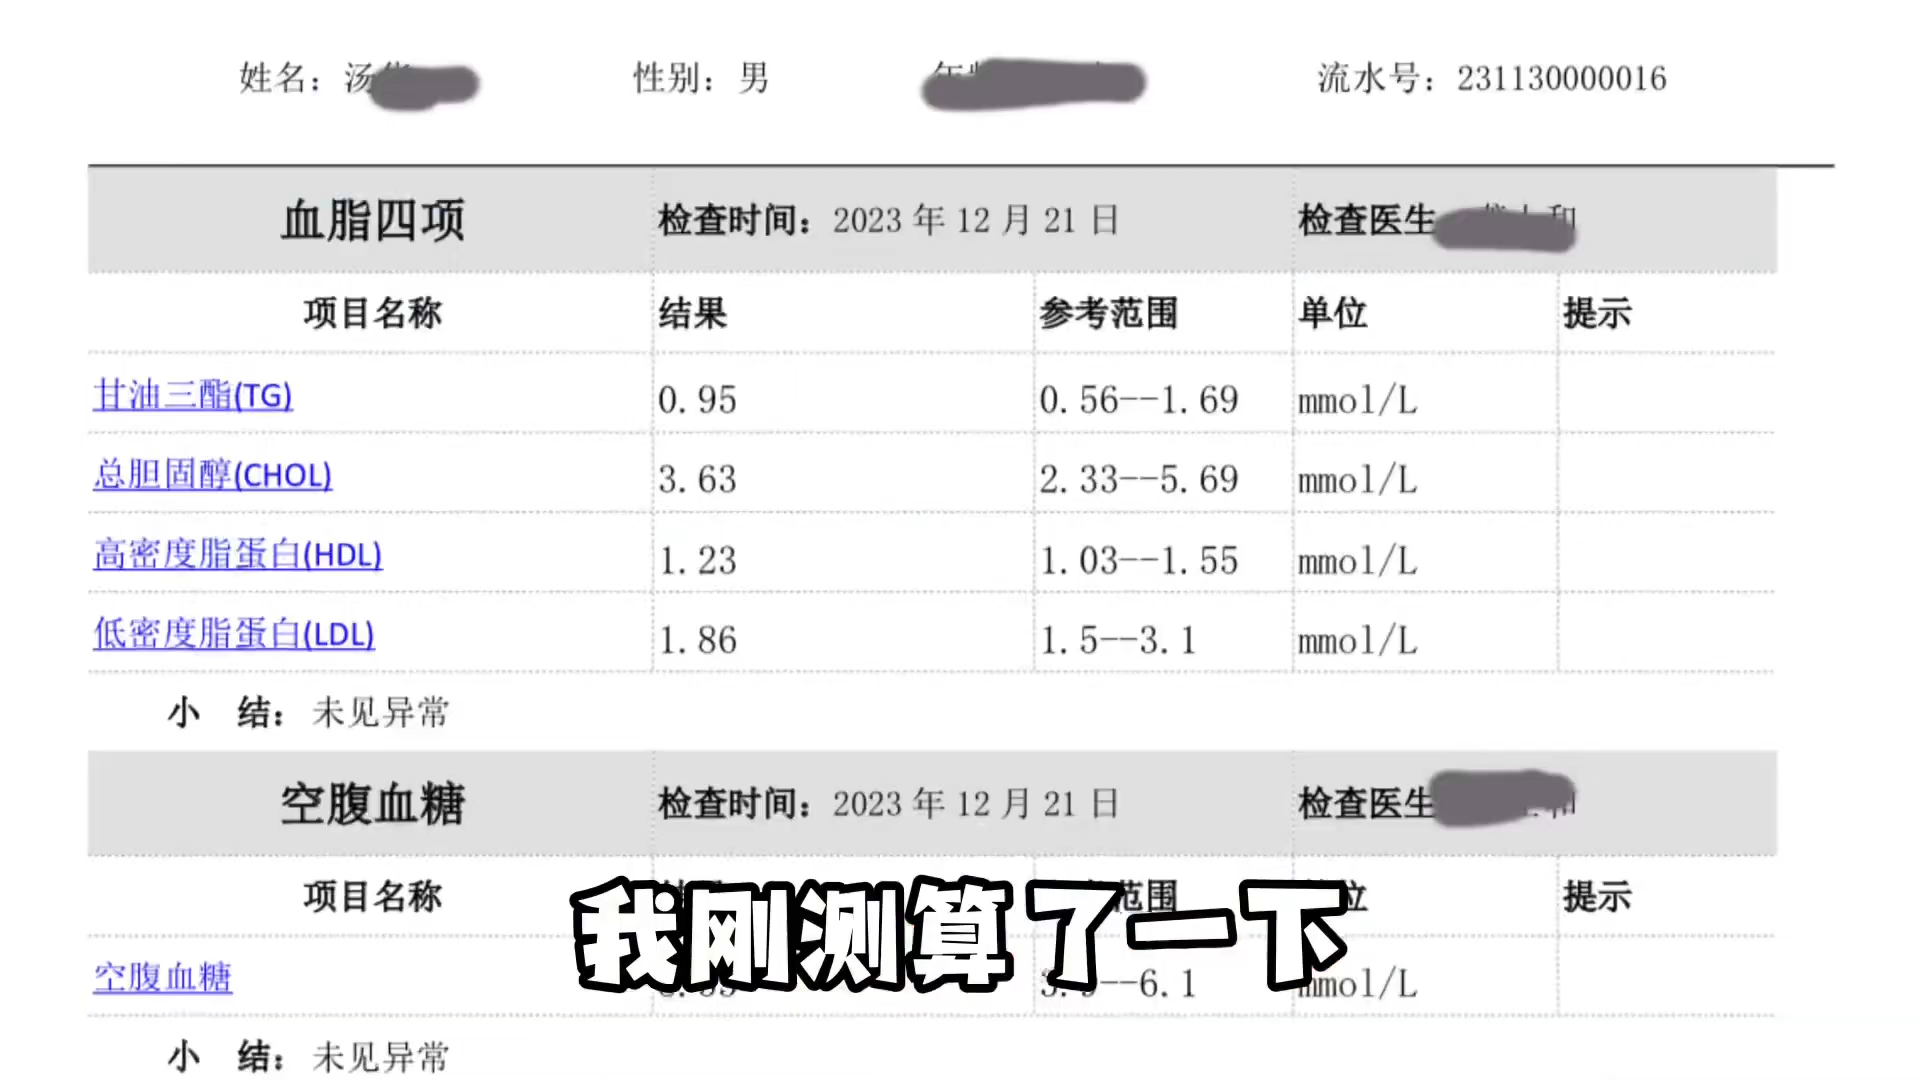 姓名：汤 性别：男 流水号：231130000016
血脂四项 检查时间：2023 年 12 月 21 日 检查医生
项目名称 结果 参考范围 单位 提示
甘油三酯(TG) 0.95 0.56--1.69 mmol/L
总胆固醇(CHOL) 3.63 2.33--5.69 mmol/L
高密度脂蛋白(HDL) 1.23 1.03--1.55 mmol/L
低密度脂蛋白(LDL) 1.86 1.5--3.1 mmol/L
小 结：未见异常
空腹血糖 检查时间：2023 年 12 月 21 日 检查医生
项目名称 范围 位 提示
我刚测算了一下
空腹血糖 --6.1 mmol/L
小 结：未见异常